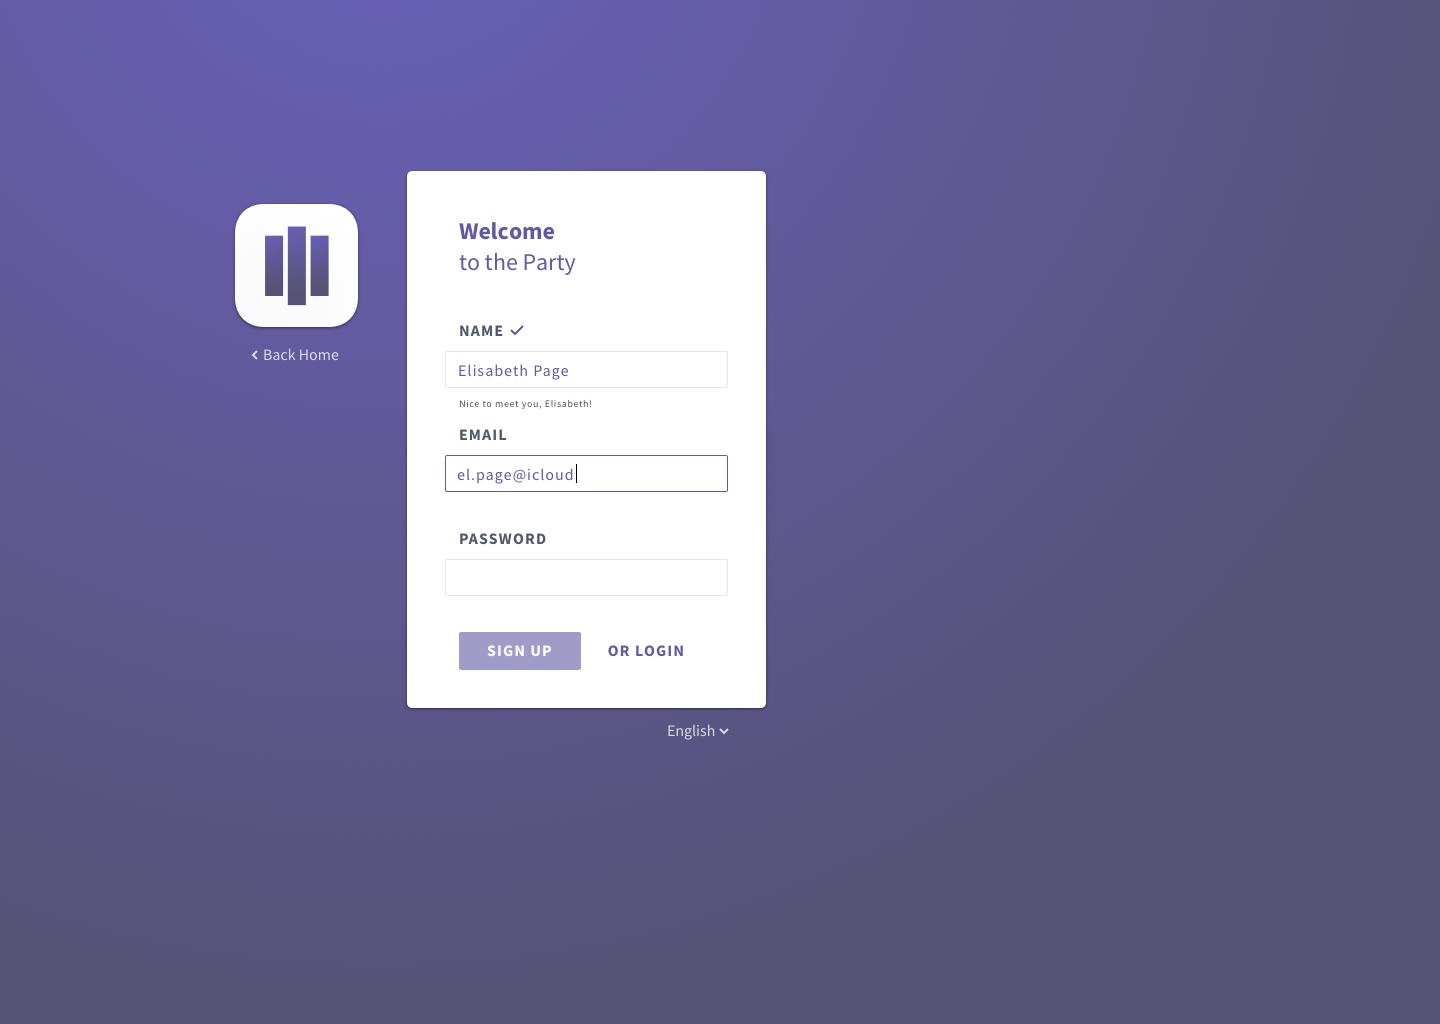 Back Home
Welcome
to the Party
NAME
Elisabeth Page
Nice to meet you, Elisabeth!
EMAIL
el.page@icloud
PASSWORD
SIGN UP
OR LOGIN
English